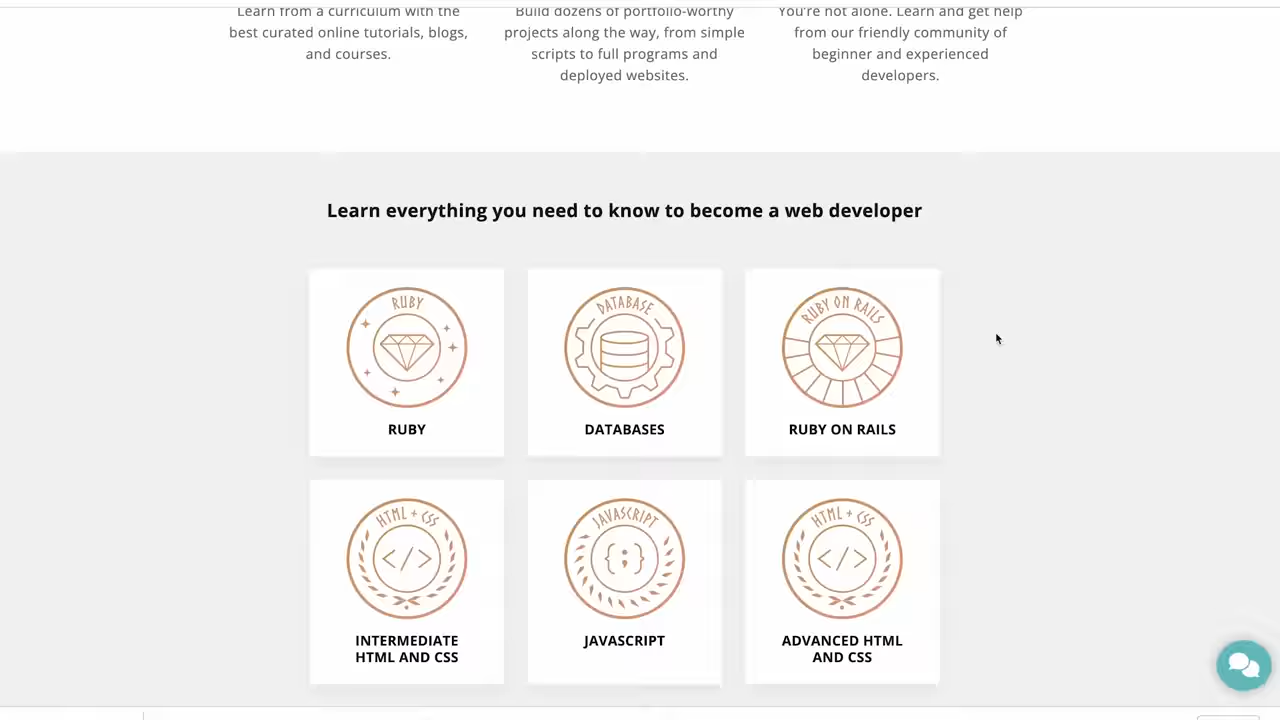 Learn from a curriculum with the
best curated online tutorials, blogs,
and courses.
Build dozens of portfolio-worthy
projects along the way, from simple
scripts to full programs and
deployed websites.
You're not alone. Learn and get help
from our friendly community of
beginner and experienced
developers.
Learn everything you need to know to become a web developer
RUBY
RUBY
DATABASE
DATABASES
RUBY ON RAILS
RUBY ON RAILS
HTML + CSS
</>
INTERMEDIATE
HTML AND CSS
JAVASCRIPT
{;}
JAVASCRIPT
HTML + CSS
</>
ADVANCED HTML
AND CSS